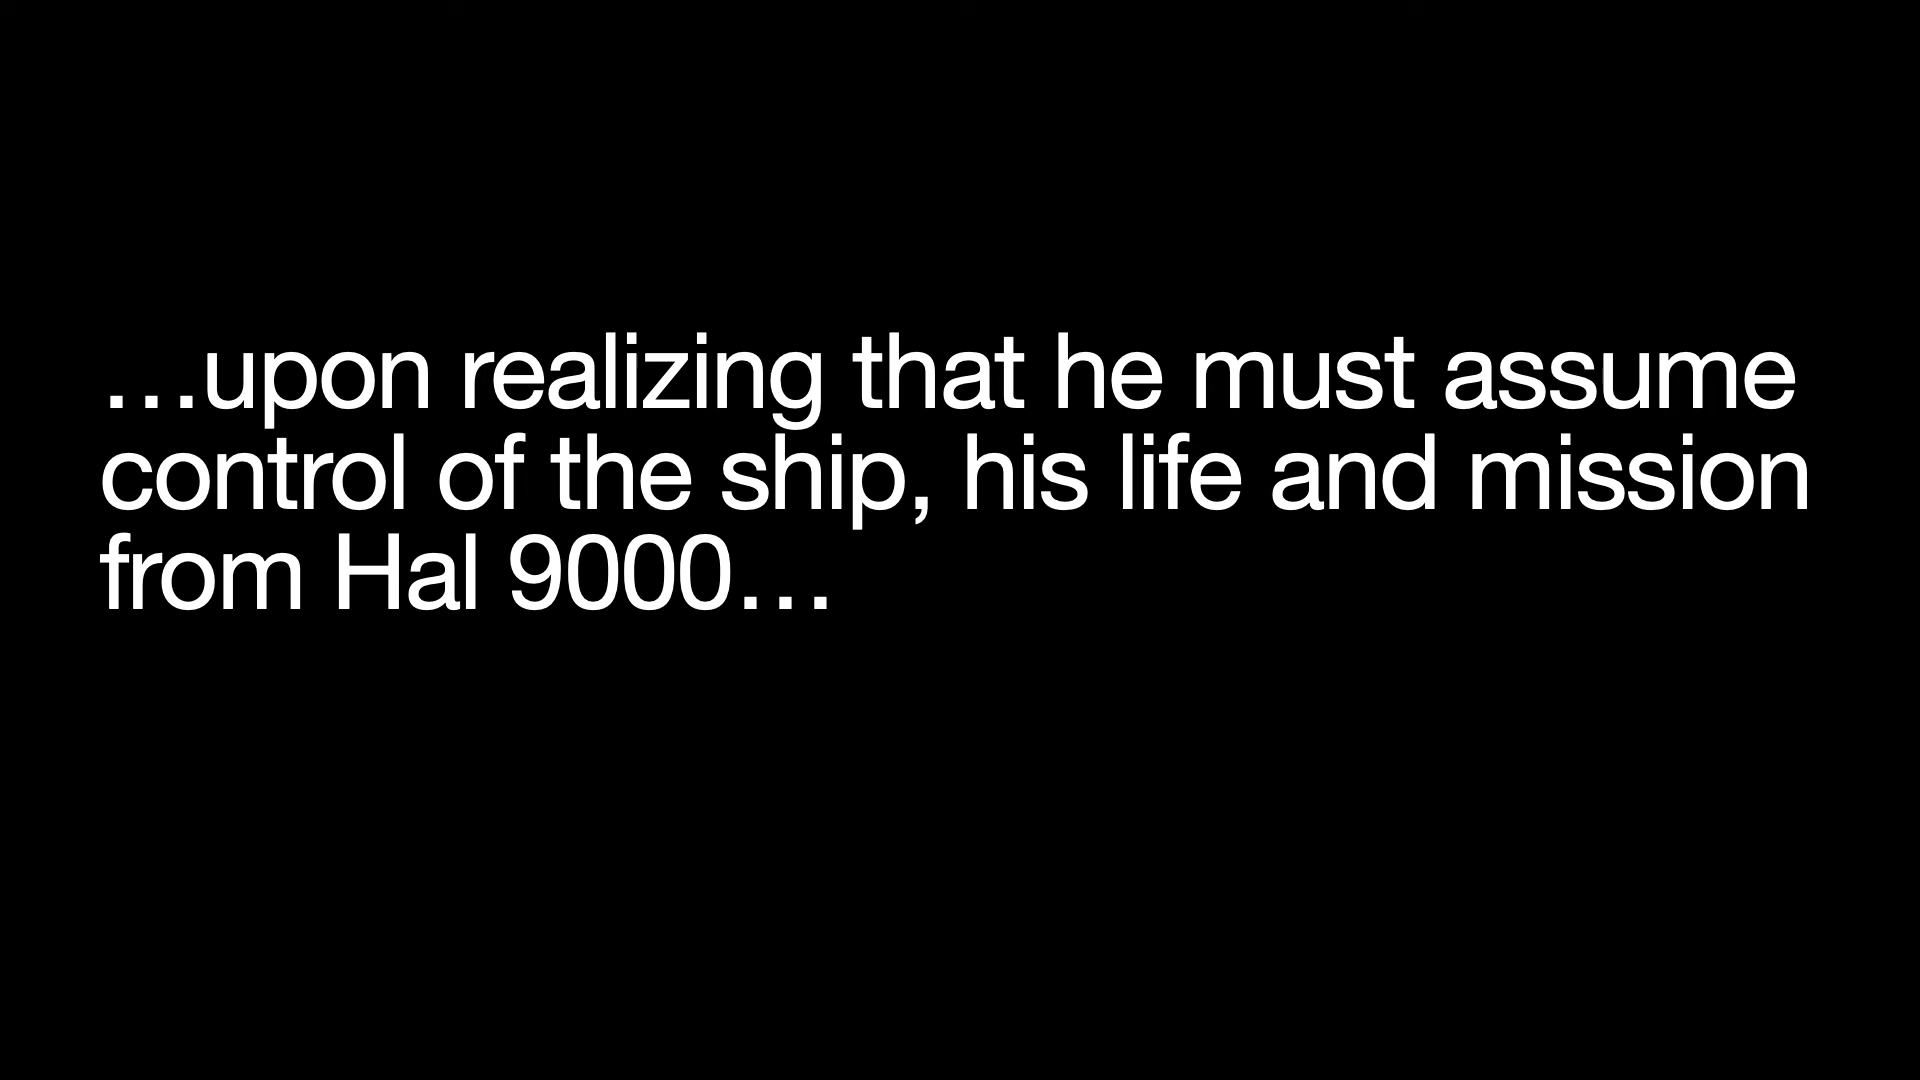 …upon realizing that he must assume
control of the ship, his life and mission
from Hal 9000…